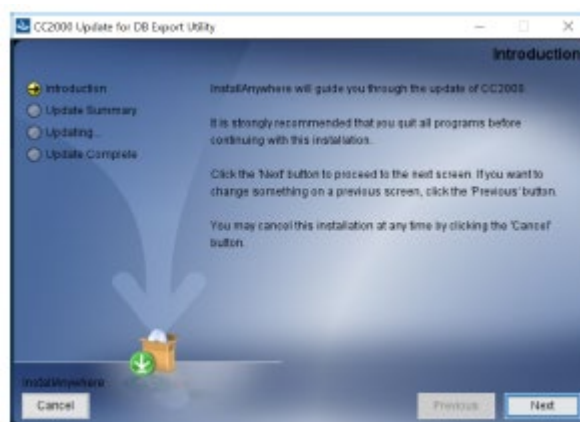 CC2000 Update for DB Export Utility
Introduction
Introduction
Update Summary
Updating...
Update Complete
InstallAnywhere will guide you through the update of CC2000.
It is strongly recommended that you quit all programs before
continuing with this installation.
Click the 'Next' button to proceed to the next screen. If you want to
change something on a previous screen, click the 'Previous' button.
You may cancel this installation at any time by clicking the 'Cancel'
button.
InstallAnywhere
Cancel
Previous
Next